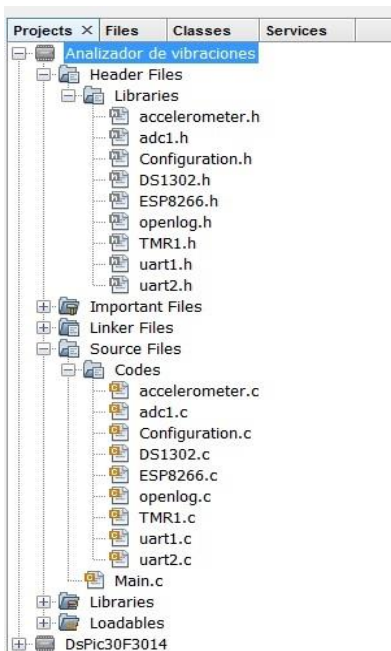 Projects × Files Classes Services
Analizador de vibraciones
Header Files
Libraries
accelerometer.h
adc1.h
Configuration.h
DS1302.h
ESP8266.h
openlog.h
TMR1.h
uart1.h
uart2.h
Important Files
Linker Files
Source Files
Codes
accelerometer.c
adc1.c
Configuration.c
DS1302.c
ESP8266.c
openlog.c
TMR1.c
uart1.c
uart2.c
Main.c
Libraries
Loadables
DsPic30F3014